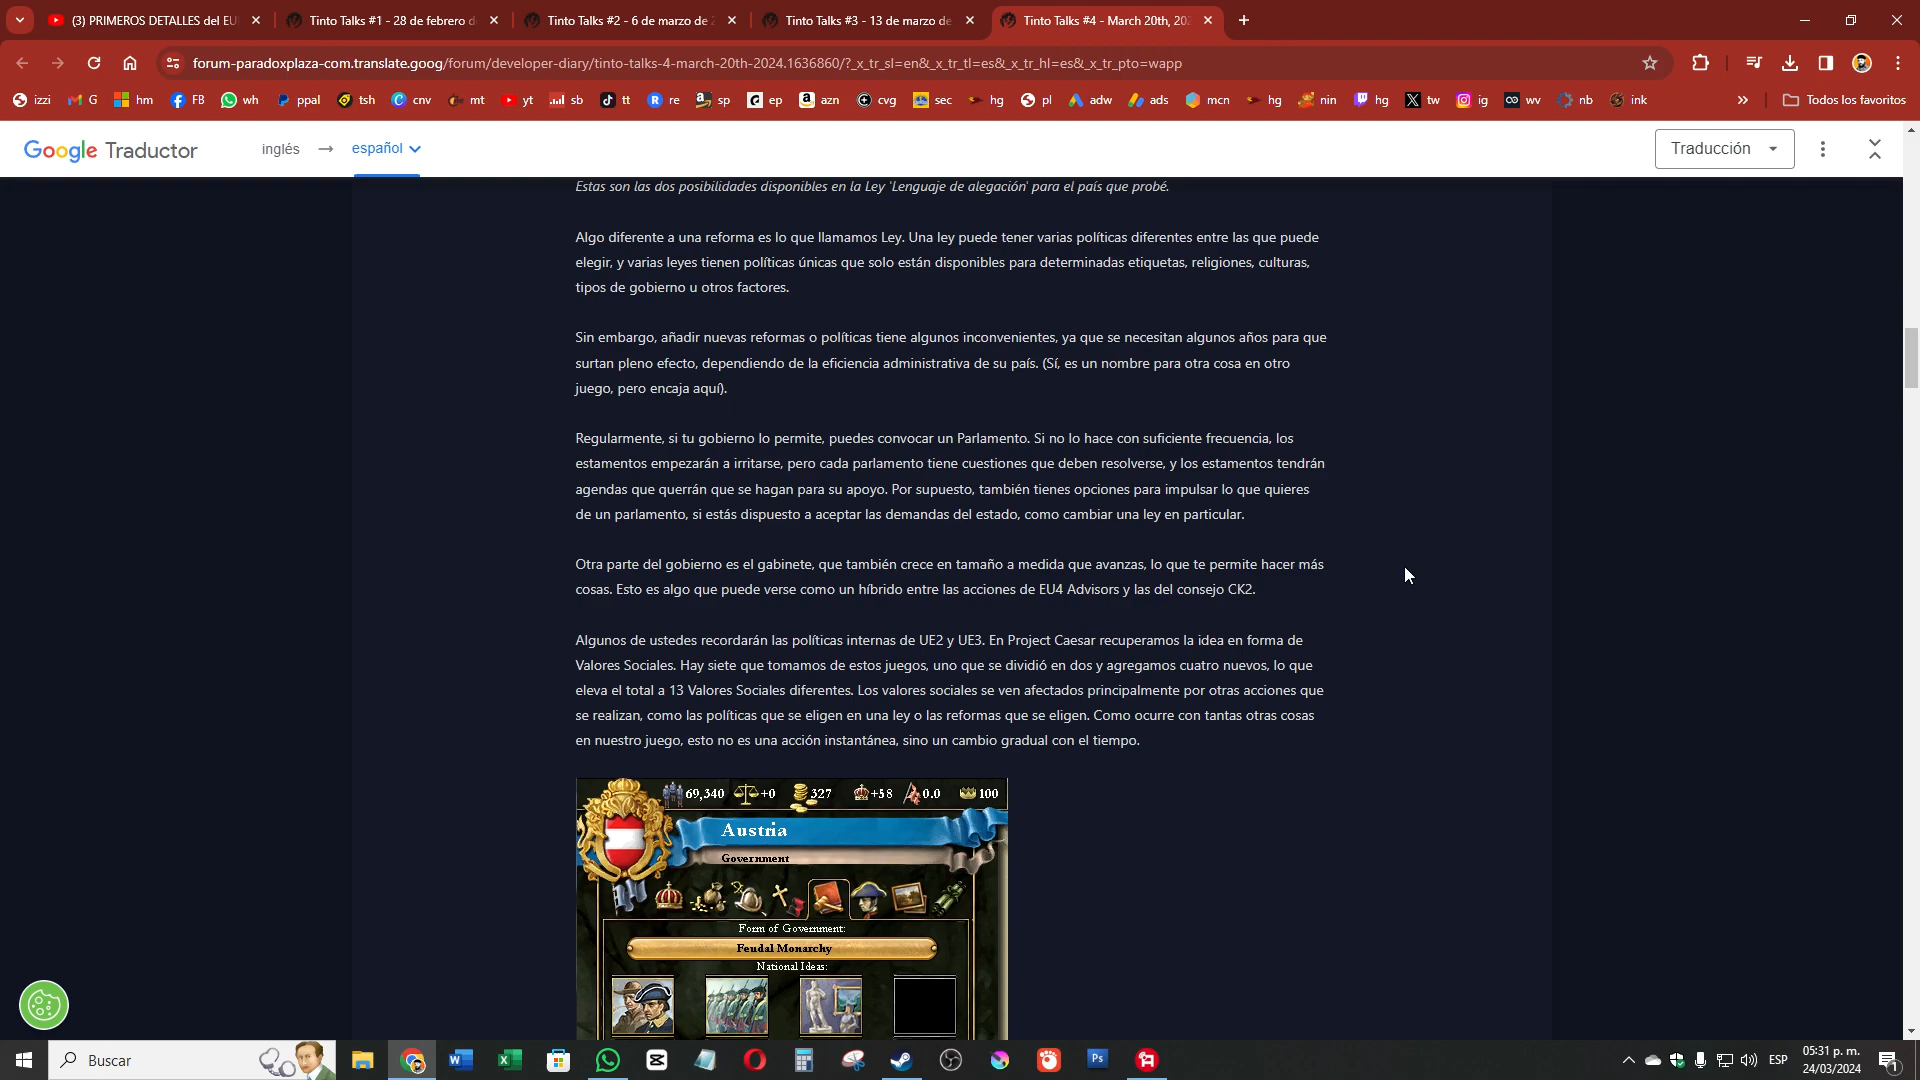 (3) PRIMEROS DETALLES del EU
Tinto Talks #1 - 28 de febrero d
Tinto Talks #2 - 6 de marzo de 2
Tinto Talks #3 - 13 de marzo de
Tinto Talks #4 - March 20th, 202
forum-paradoxplaza-com.translate.goog/forum/developer-diary/tinto-talks-4-march-20th-2024.1636860/?_x_tr_sl=en&_x_tr_tl=es&_x_tr_hl=es&_x_tr_pto=wapp
izzi G hm FB wh ppal tsh cnv mt yt sb tt re sp ep azn cvg sec hg pl adw ads mcn hg nin hg tw ig wv nb ink » Todos los favoritos
Google Traductor inglés → español Traducción
Estas son las dos posibilidades disponibles en la Ley 'Lenguaje de alegación' para el país que probé.
Algo diferente a una reforma es lo que llamamos Ley. Una ley puede tener varias políticas diferentes entre las que puede
elegir, y varias leyes tienen políticas únicas que solo están disponibles para determinadas etiquetas, religiones, culturas,
tipos de gobierno u otros factores.
Sin embargo, añadir nuevas reformas o políticas tiene algunos inconvenientes, ya que se necesitan algunos años para que
surtan pleno efecto, dependiendo de la eficiencia administrativa de su país. (Sí, es un nombre para otra cosa en otro
juego, pero encaja aquí).
Regularmente, si tu gobierno lo permite, puedes convocar un Parlamento. Si no lo hace con suficiente frecuencia, los
estamentos empezarán a irritarse, pero cada parlamento tiene cuestiones que deben resolverse, y los estamentos tendrán
agendas que querrán que se hagan para su apoyo. Por supuesto, también tienes opciones para impulsar lo que quieres
de un parlamento, si estás dispuesto a aceptar las demandas del estado, como cambiar una ley en particular.
Otra parte del gobierno es el gabinete, que también crece en tamaño a medida que avanzas, lo que te permite hacer más
cosas. Esto es algo que puede verse como un híbrido entre las acciones de EU4 Advisors y las del consejo CK2.
Algunos de ustedes recordarán las políticas internas de UE2 y UE3. En Project Caesar recuperamos la idea en forma de
Valores Sociales. Hay siete que tomamos de estos juegos, uno que se dividió en dos y agregamos cuatro nuevos, lo que
eleva el total a 13 Valores Sociales diferentes. Los valores sociales se ven afectados principalmente por otras acciones que
se realizan, como las políticas que se eligen en una ley o las reformas que se eligen. Como ocurre con tantas otras cosas
en nuestro juego, esto no es una acción instantánea, sino un cambio gradual con el tiempo.
69,340 +0 327 +58 0.0 100
Austria
Government
Form of Government:
Feudal Monarchy
National Ideas:
Buscar
ESP
05:31 p. m.
24/03/2024
1